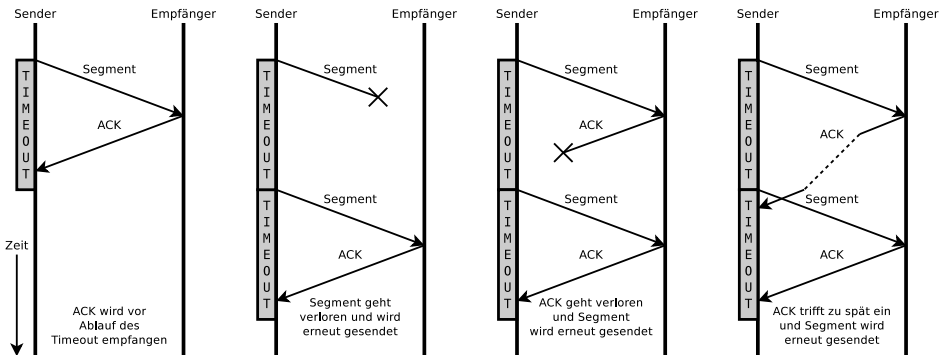 Sender Empfänger
Segment
TIMEOUT
ACK
Zeit
ACK wird vor
Ablauf des
Timeout empfangen
Sender Empfänger
Segment
TIMEOUT
Segment
TIMEOUT
ACK
Segment geht
verloren und wird
erneut gesendet
Sender Empfänger
Segment
TIMEOUT
ACK
Segment
TIMEOUT
ACK
ACK geht verloren
und Segment
wird erneut gesendet
Sender Empfänger
Segment
TIMEOUT
ACK
Segment
TIMEOUT
ACK
ACK trifft zu spät ein
und Segment wird
erneut gesendet